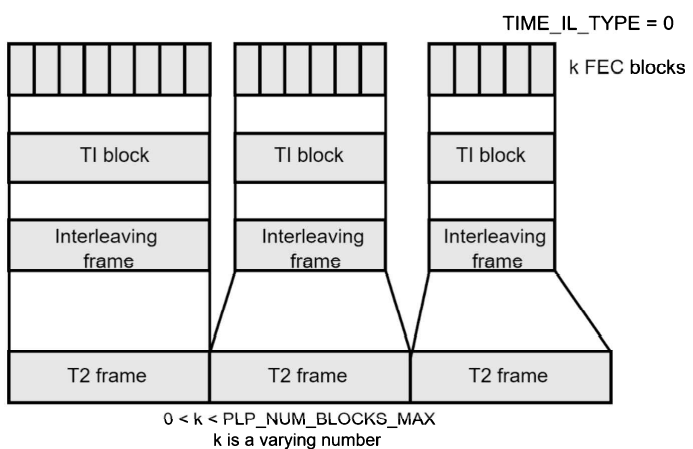 TIME_IL_TYPE = 0
k FEC blocks
TI block
TI block
TI block
Interleaving
frame
Interleaving
frame
Interleaving
frame
T2 frame
T2 frame
T2 frame
0 < k < PLP_NUM_BLOCKS_MAX
k is a varying number